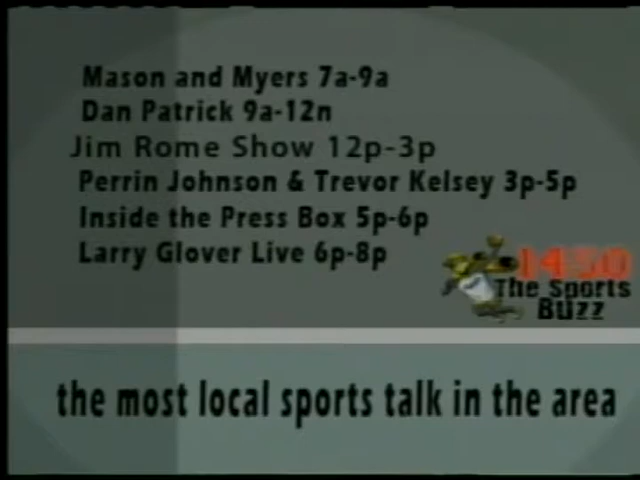 Mason and Myers 7a-9a
Dan Patrick 9a-12n
Jim Rome Show 12p-3p
Perrin Johnson & Trevor Kelsey 3p-5p
Inside the Press Box 5p-6p
Larry Glover Live 6p-8p
1450
The Sports
Buzz
the most local sports talk in the area